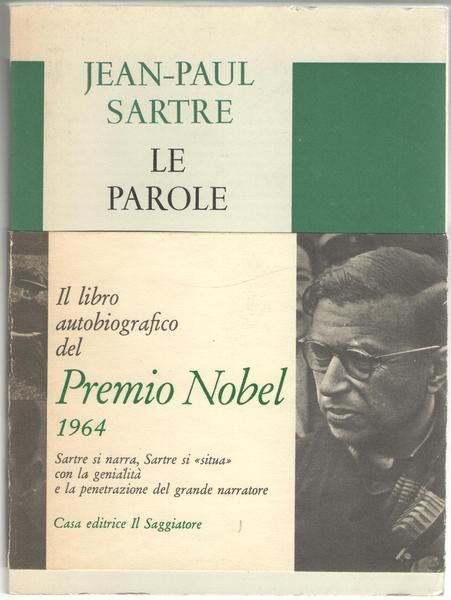 JEAN-PAUL
SARTRE
LE
PAROLE
Il libro
autobiografico
del
Premio Nobel
1964
Sartre si narra, Sartre si «situa»
con la genialità
e la penetrazione del grande narratore
Casa editrice Il Saggiatore